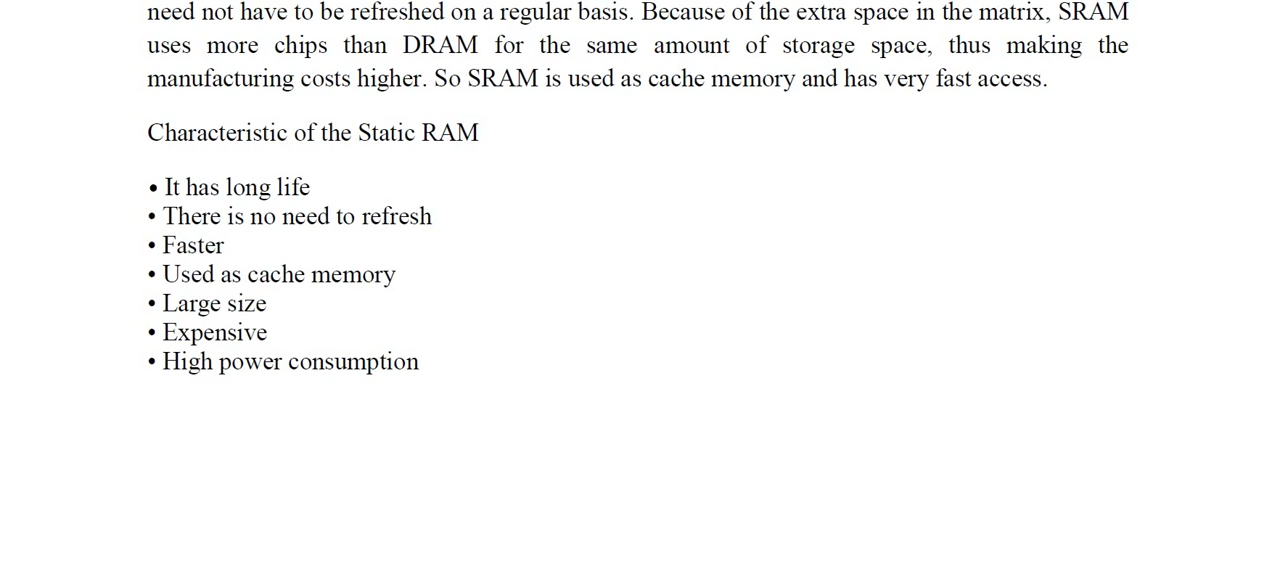 need not have to be refreshed on a regular basis. Because of the extra space in the matrix, SRAM
uses more chips than DRAM for the same amount of storage space, thus making the
manufacturing costs higher. So SRAM is used as cache memory and has very fast access.
Characteristic of the Static RAM
• It has long life
• There is no need to refresh
• Faster
• Used as cache memory
• Large size
• Expensive
• High power consumption